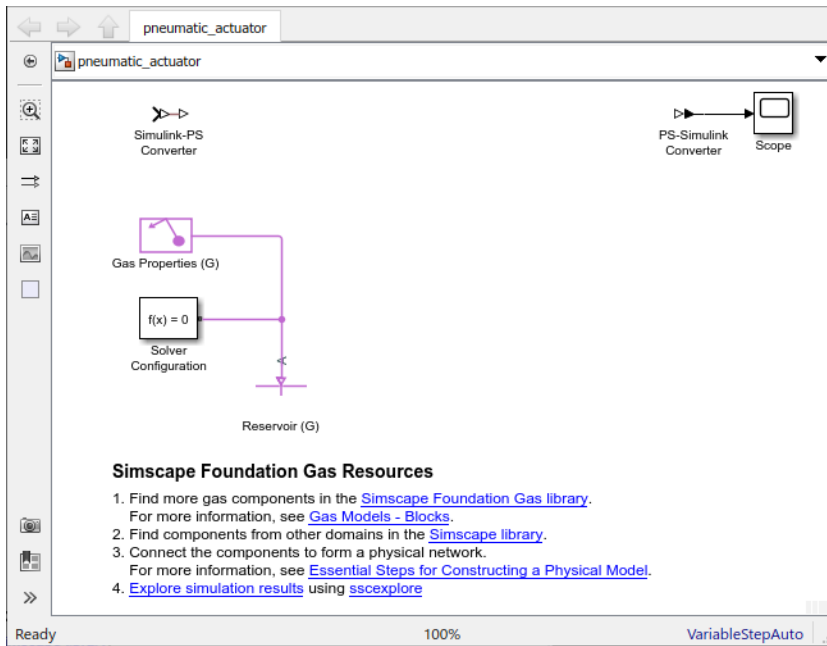 pneumatic_actuator
pneumatic_actuator
Simulink-PS
Converter
PS-Simulink
Converter
Scope
Gas Properties (G)
f(x) = 0
Solver
Configuration
A
Reservoir (G)
Simscape Foundation Gas Resources
1. Find more gas components in the Simscape Foundation Gas library.
For more information, see Gas Models - Blocks.
2. Find components from other domains in the Simscape library.
3. Connect the components to form a physical network.
For more information, see Essential Steps for Constructing a Physical Model.
4. Explore simulation results using sscexplore
Ready
100%
VariableStepAuto